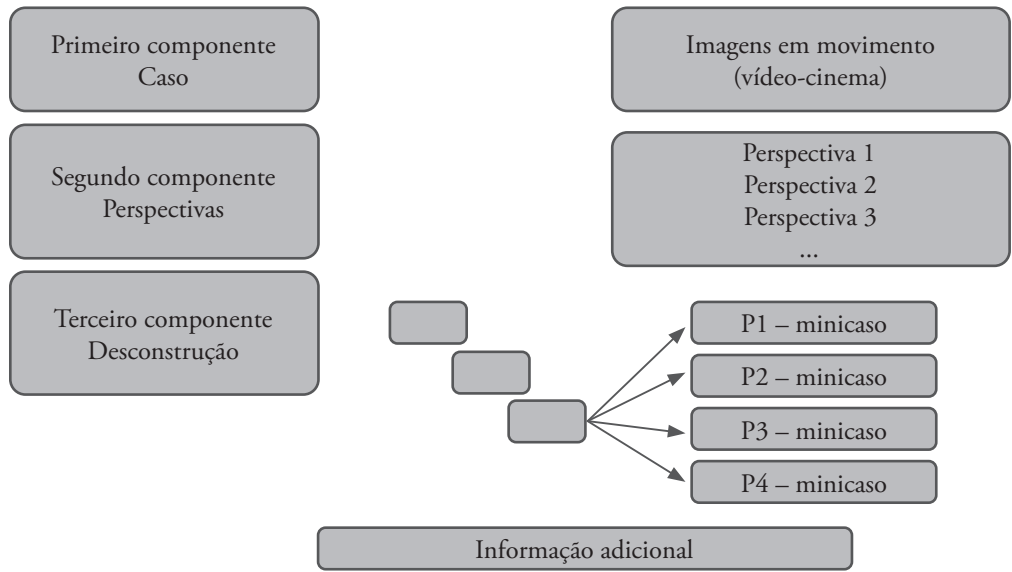 Primeiro componente
Caso
Imagens em movimento
(vídeo-cinema)
Segundo componente
Perspectivas
Perspectiva 1
Perspectiva 2
Perspectiva 3
...
Terceiro componente
Desconstrução
P1 – minicaso
P2 – minicaso
P3 – minicaso
P4 – minicaso
Informação adicional